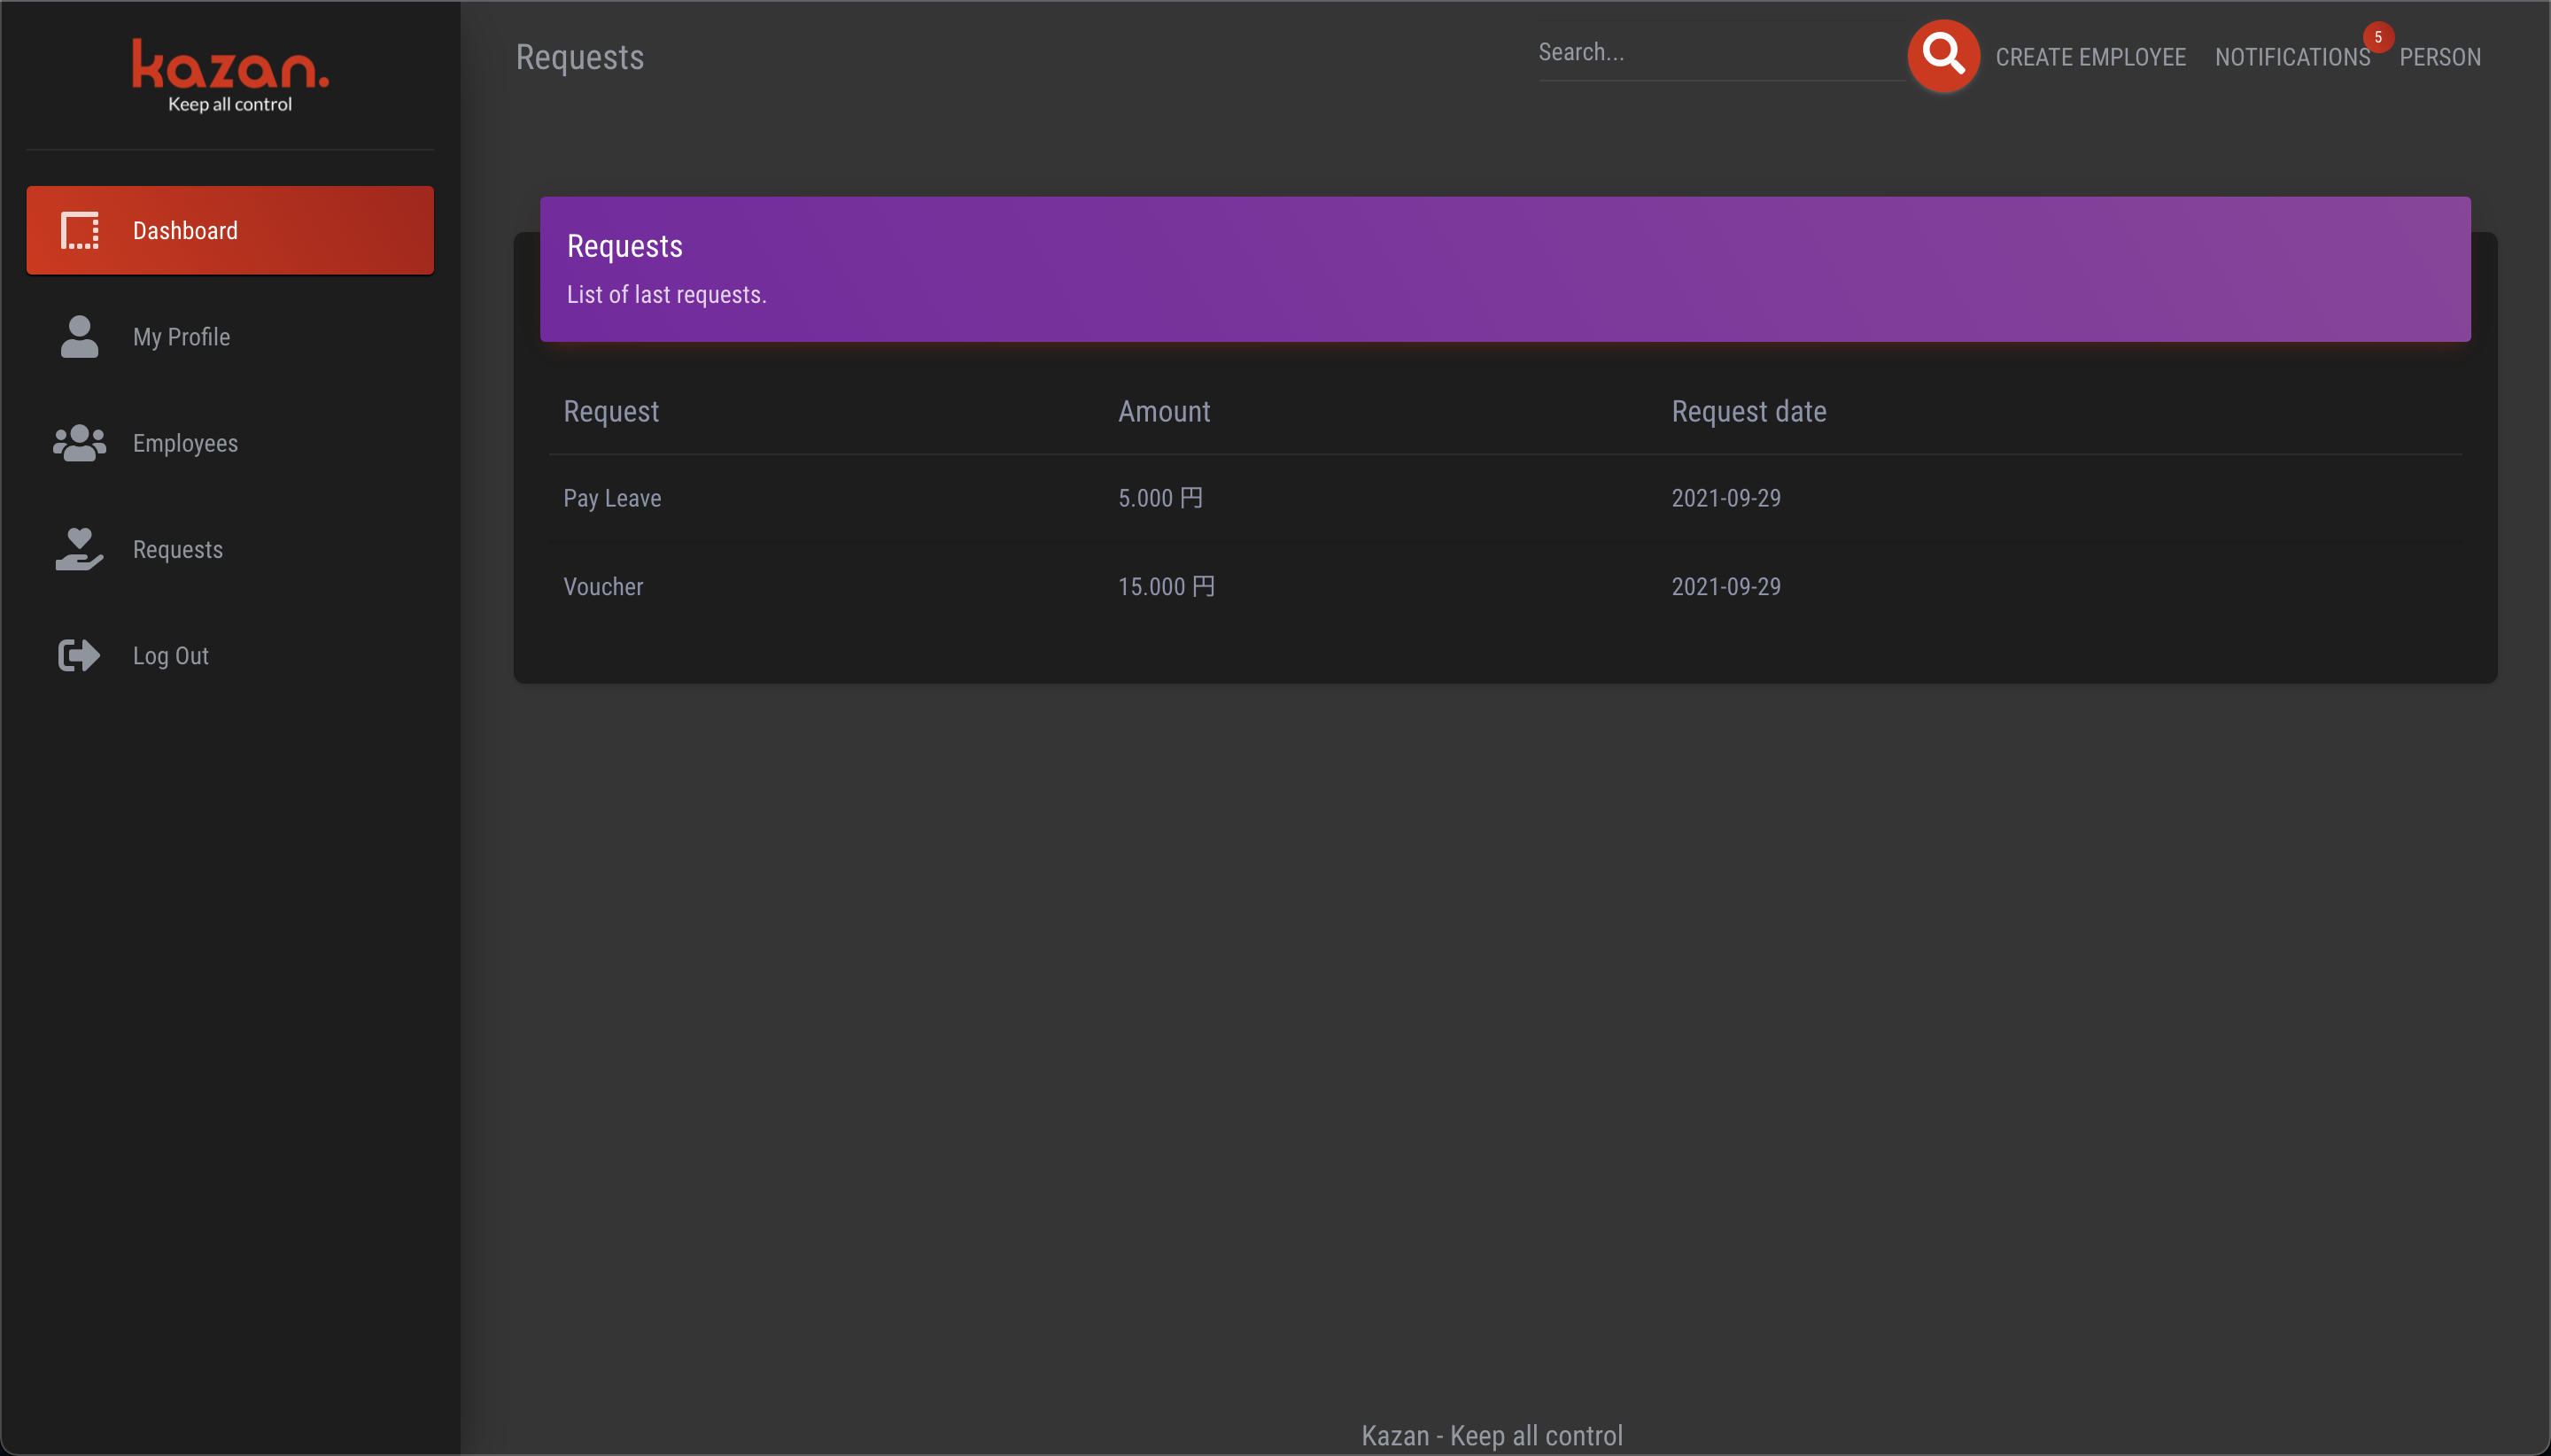 kazan.
Keep all control
Dashboard
My Profile
Employees
Requests
Log Out
Requests
Search...
CREATE EMPLOYEE
NOTIFICATIONS
5
PERSON
Requests
List of last requests.
Request Amount Request date
Pay Leave 5.000 円 2021-09-29
Voucher 15.000 円 2021-09-29
Kazan - Keep all control